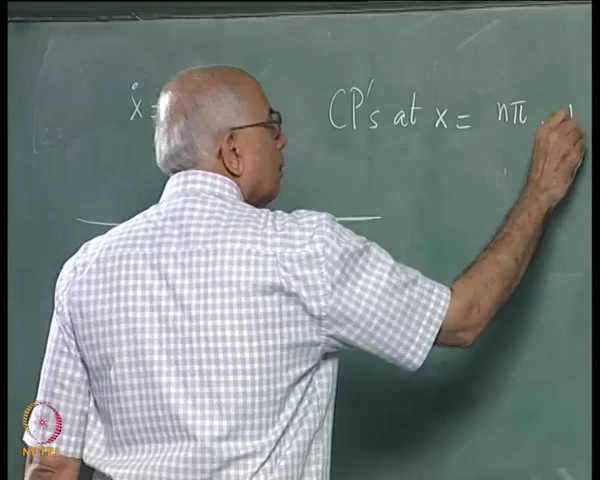 ẋ = CP's at x = nπ
NPTEL